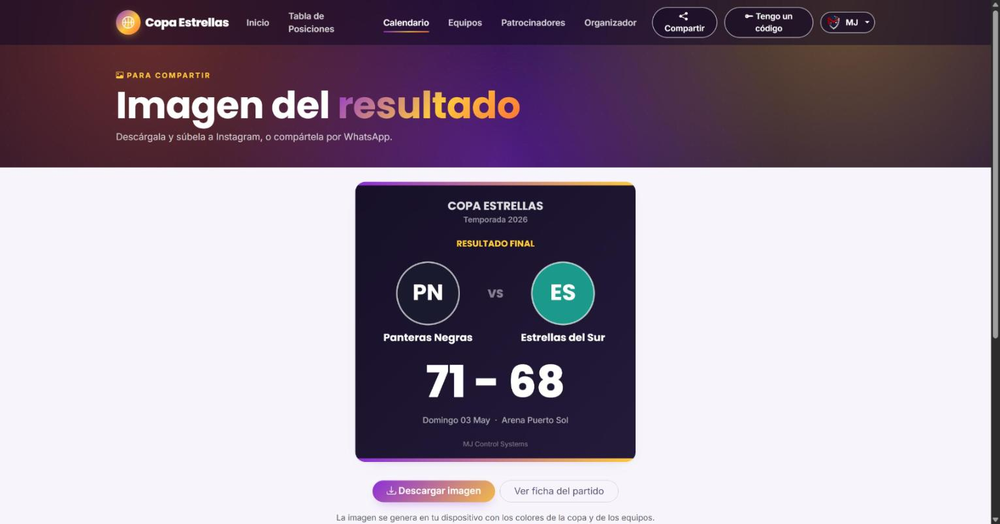 Copa Estrellas
Inicio
Tabla de
Posiciones
Calendario
Equipos
Patrocinadores
Organizador
Compartir
Tengo un
código
MJ
PARA COMPARTIR
Imagen del resultado
Descárgala y súbela a Instagram, o compártela por WhatsApp.
COPA ESTRELLAS
Temporada 2026
RESULTADO FINAL
PN
VS
ES
Panteras Negras
Estrellas del Sur
71 – 68
Domingo 03 May · Arena Puerto Sol
MJ Control Systems
Descargar imagen
Ver ficha del partido
La imagen se genera en tu dispositivo con los colores de la copa y de los equipos.